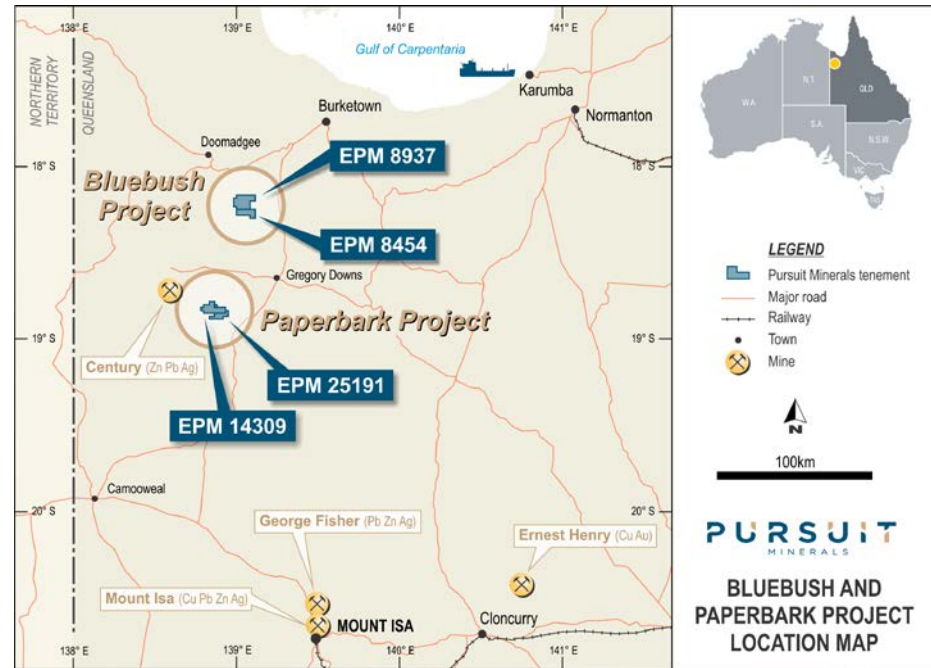 138° E
139° E
140° E
141° E
NORTHERN
TERRITORY
QUEENSLAND
Gulf of Carpentaria
Karumba
Normanton
Burketown
Doomadgee
18° S
18° S
EPM 8937
Bluebush
Project
EPM 8454
Gregory Downs
Paperbark Project
19° S
19° S
Century (Zn Pb Ag)
EPM 25191
EPM 14309
Camooweal
20° S
20° S
George Fisher (Pb Zn Ag)
Ernest Henry (Cu Au)
Mount Isa (Cu Pb Zn Ag)
MOUNT ISA
Cloncurry
138° E
139° E
140° E
141° E
W.A.
N.T.
QLD
S.A.
N.S.W.
VIC
TAS
LEGEND
Pursuit Minerals tenement
Major road
Railway
Town
Mine
N
100km
PURSUIT
MINERALS
BLUEBUSH AND
PAPERBARK PROJECT
LOCATION MAP